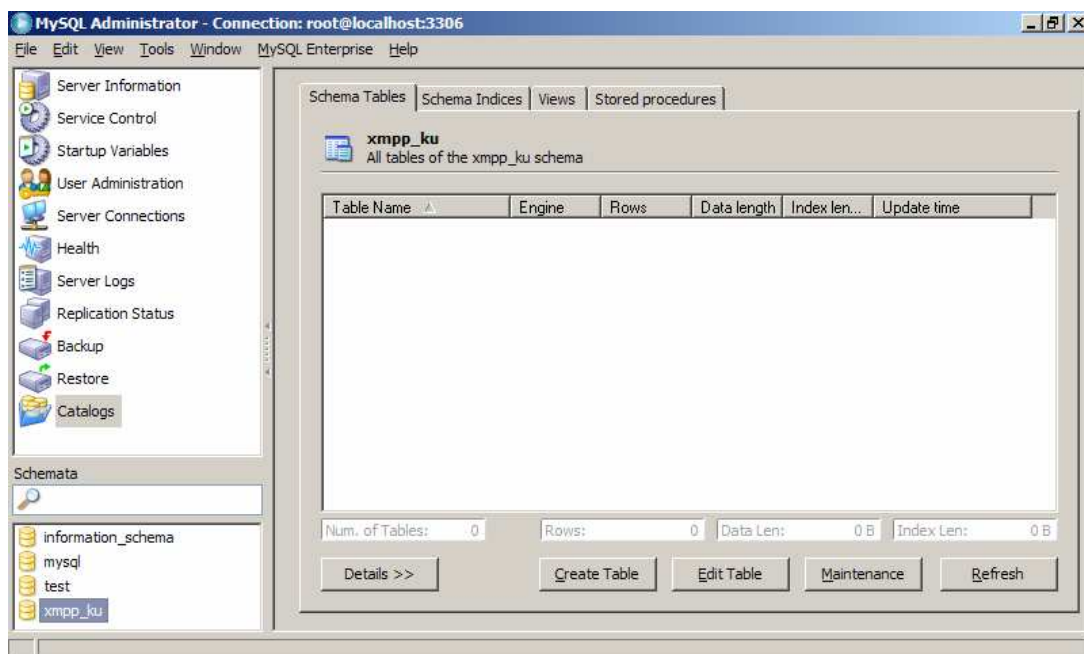 MySQL Administrator - Connection: root@localhost:3306
File Edit View Tools Window MySQL Enterprise Help
Server Information
Service Control
Startup Variables
User Administration
Server Connections
Health
Server Logs
Replication Status
Backup
Restore
Catalogs
Schemata
information_schema
mysql
test
xmpp_ku
Schema Tables Schema Indices Views Stored procedures
xmpp_ku
All tables of the xmpp_ku schema
Table Name Engine Rows Data length Index len... Update time
Num. of Tables: 0 Rows: 0 Data Len: 0 B Index Len: 0 B
Details >> Create Table Edit Table Maintenance Refresh